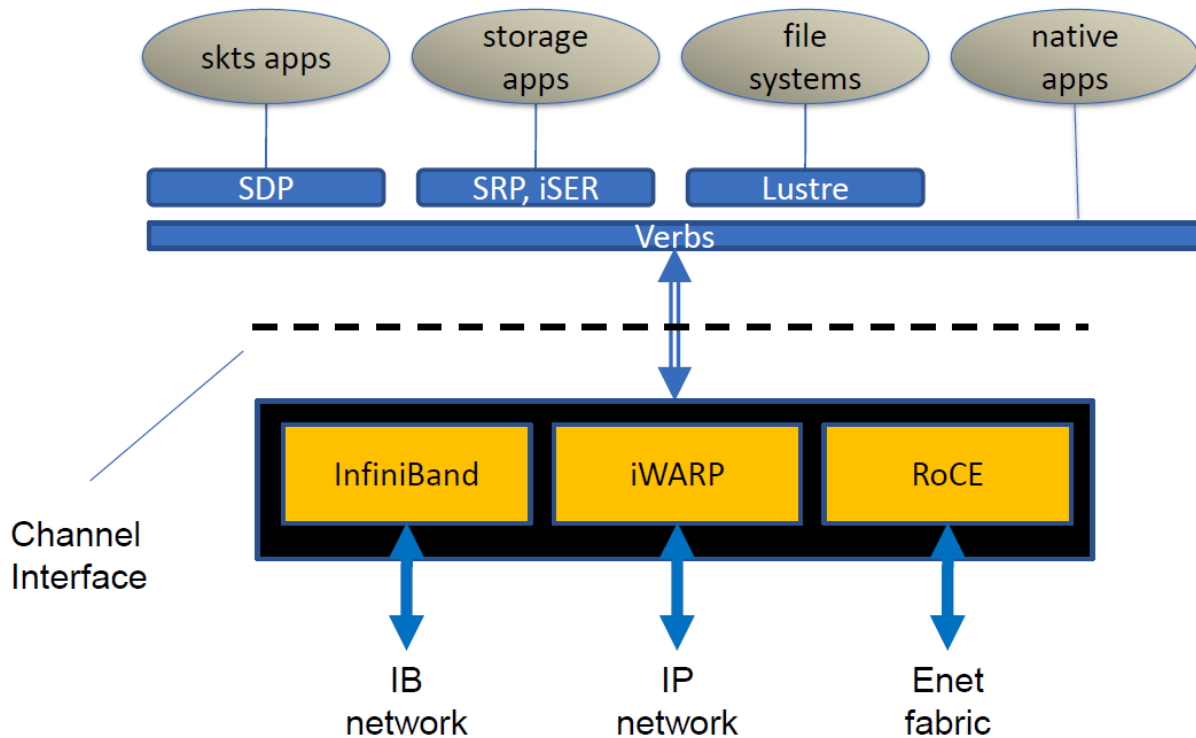 skts apps
storage
apps
file
systems
native
apps
SDP
SRP, iSER
Lustre
Verbs
Channel
Interface
InfiniBand
iWARP
RoCE
IB
network
IP
network
Enet
fabric